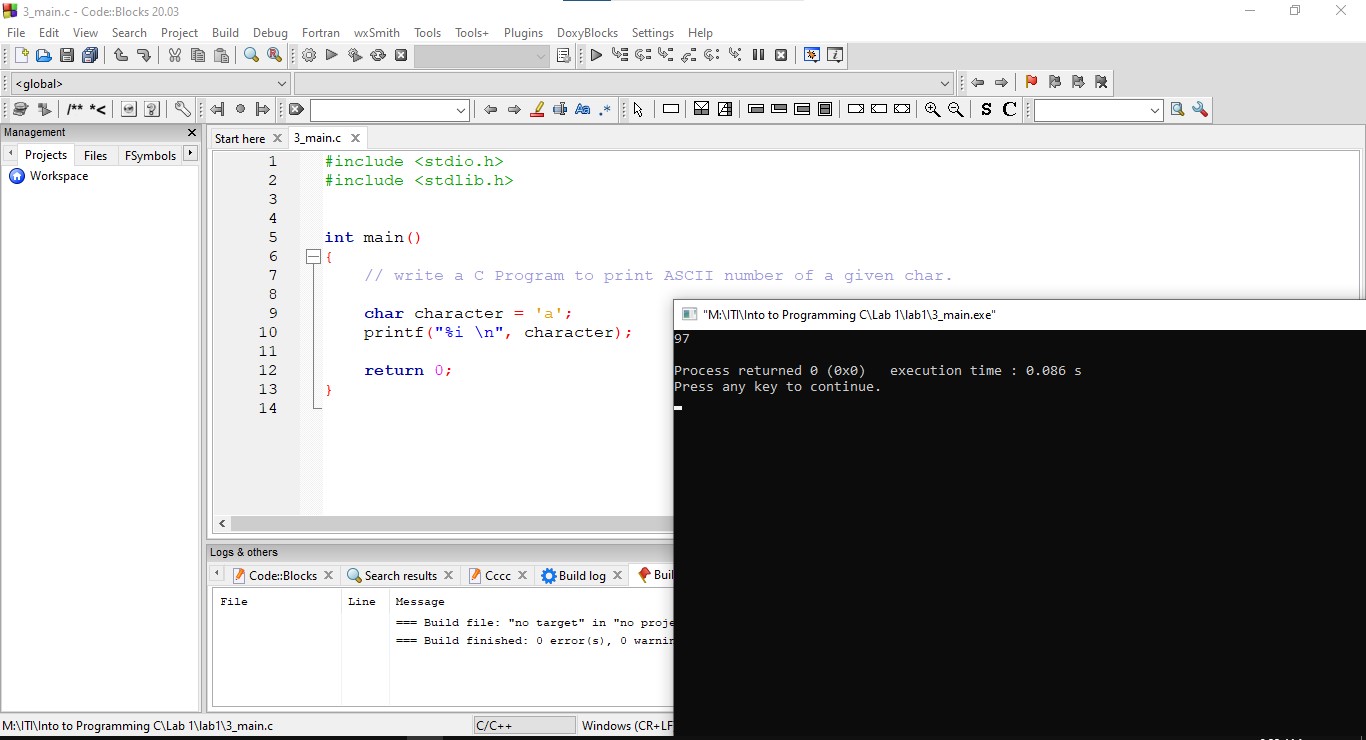 3_main.c - Code::Blocks 20.03
File Edit View Search Project Build Debug Fortran wxSmith Tools Tools+ Plugins DoxyBlocks Settings Help
<global>
/** *< Aa .* S C
Management
Projects Files FSymbols
Workspace
Start here 3_main.c
1 #include <stdio.h>
2 #include <stdlib.h>
3
4
5 int main()
6 {
7 // write a C Program to print ASCII number of a given char.
8
9 char character = 'a';
10 printf("%i \n", character);
11
12 return 0;
13 }
14
"M:\ITI\Into to Programming C\Lab 1\lab1\3_main.exe"
97
Process returned 0 (0x0) execution time : 0.086 s
Press any key to continue.
Logs & others
Code::Blocks Search results Cccc Build log Buil
File Line Message
=== Build file: "no target" in "no proje
=== Build finished: 0 error(s), 0 warnin
M:\ITI\Into to Programming C\Lab 1\lab1\3_main.c C/C++ Windows (CR+LF